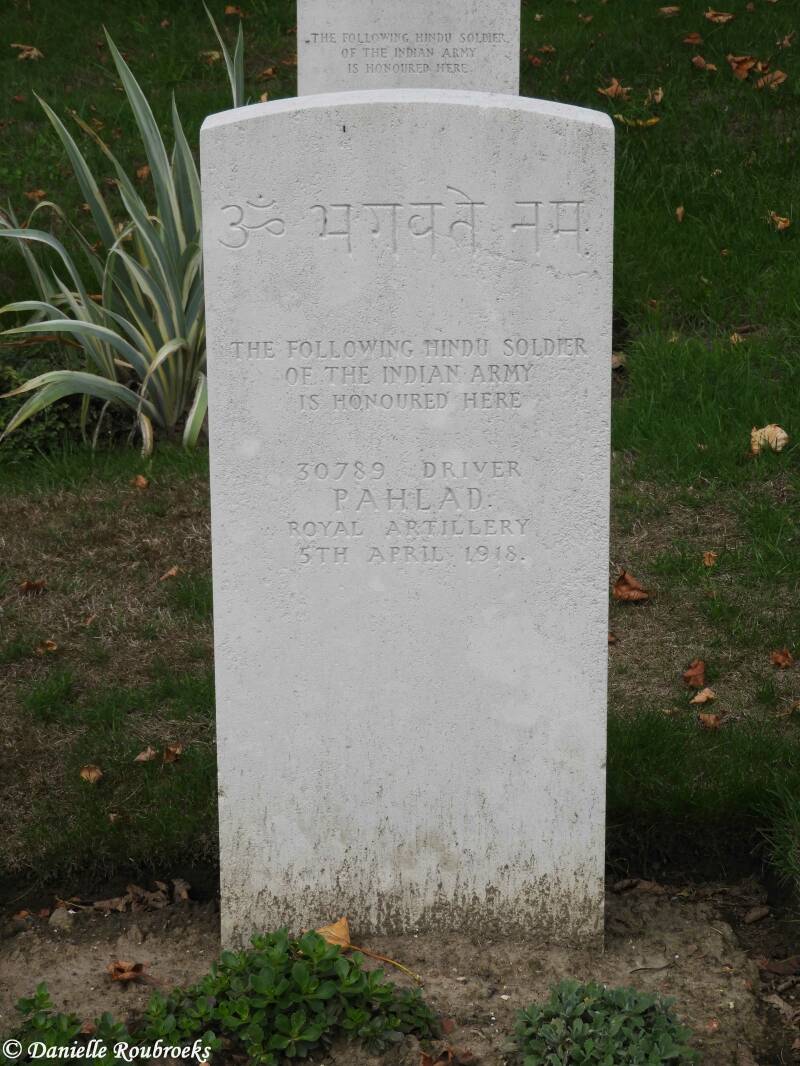 THE FOLLOWING HINDU SOLDIER
OF THE INDIAN ARMY
IS HONOURED HERE
ॐ भगवते नमः
THE FOLLOWING HINDU SOLDIER
OF THE INDIAN ARMY
IS HONOURED HERE
30789 DRIVER
PAHLAD.
ROYAL ARTILLERY
5TH APRIL 1918.
© Danielle Roubroeks